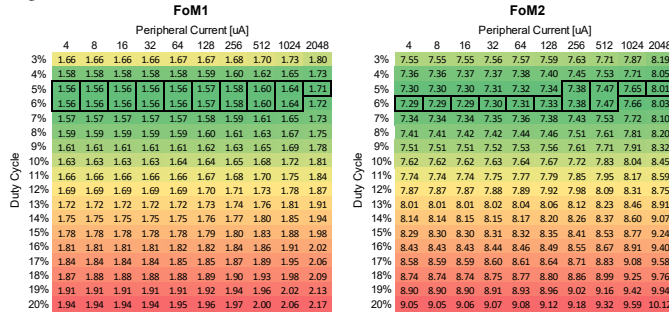 FoM1 FoM2
Peripheral Current [uA] Peripheral Current [uA]
4 8 16 32 64 128 256 512 1024 2048 4 8 16 32 64 128 256 512 1024 2048
3% 1.66 1.66 1.66 1.66 1.67 1.67 1.68 1.70 1.73 1.80 3% 7.55 7.55 7.55 7.56 7.57 7.59 7.63 7.71 7.87 8.19
4% 1.58 1.58 1.58 1.58 1.58 1.59 1.60 1.62 1.65 1.73 4% 7.36 7.36 7.37 7.37 7.38 7.40 7.45 7.53 7.71 8.05
5% 1.56 1.56 1.56 1.56 1.56 1.57 1.58 1.60 1.64 1.71 5% 7.30 7.30 7.30 7.31 7.32 7.34 7.38 7.47 7.65 8.01
6% 1.56 1.56 1.56 1.56 1.56 1.57 1.58 1.60 1.64 1.72 6% 7.29 7.29 7.29 7.30 7.31 7.33 7.38 7.47 7.66 8.03
7% 1.57 1.57 1.57 1.57 1.58 1.58 1.59 1.61 1.65 1.73 7% 7.34 7.34 7.34 7.35 7.36 7.38 7.43 7.53 7.72 8.10
8% 1.59 1.59 1.59 1.59 1.60 1.60 1.61 1.63 1.67 1.75 8% 7.41 7.41 7.42 7.42 7.44 7.46 7.51 7.61 7.81 8.20
9% 1.61 1.61 1.61 1.61 1.62 1.62 1.63 1.65 1.69 1.78 9% 7.51 7.51 7.51 7.52 7.53 7.56 7.61 7.71 7.91 8.32
10% 1.63 1.63 1.63 1.63 1.64 1.64 1.65 1.68 1.72 1.81 10% 7.62 7.62 7.62 7.63 7.64 7.67 7.72 7.83 8.04 8.45
11% 1.66 1.66 1.66 1.66 1.66 1.67 1.68 1.70 1.75 1.84 11% 7.74 7.74 7.74 7.75 7.77 7.79 7.85 7.95 8.17 8.59
12% 1.69 1.69 1.69 1.69 1.69 1.70 1.71 1.73 1.78 1.87 12% 7.87 7.87 7.87 7.88 7.89 7.92 7.98 8.09 8.31 8.75
13% 1.72 1.72 1.72 1.72 1.72 1.73 1.74 1.76 1.81 1.91 13% 8.01 8.01 8.01 8.02 8.04 8.06 8.12 8.23 8.46 8.91
14% 1.75 1.75 1.75 1.75 1.75 1.76 1.77 1.80 1.85 1.94 14% 8.14 8.14 8.15 8.15 8.17 8.20 8.26 8.37 8.60 9.07
15% 1.78 1.78 1.78 1.78 1.78 1.79 1.80 1.83 1.88 1.98 15% 8.29 8.30 8.30 8.31 8.32 8.35 8.41 8.53 8.77 9.24
16% 1.81 1.81 1.81 1.81 1.82 1.82 1.84 1.86 1.91 2.02 16% 8.43 8.43 8.43 8.44 8.46 8.49 8.55 8.67 8.91 9.40
17% 1.84 1.84 1.84 1.84 1.85 1.85 1.87 1.89 1.95 2.06 17% 8.58 8.59 8.59 8.60 8.61 8.64 8.71 8.83 9.08 9.58
18% 1.87 1.88 1.88 1.88 1.88 1.89 1.90 1.93 1.98 2.09 18% 8.74 8.74 8.74 8.75 8.77 8.80 8.86 8.99 9.25 9.76
19% 1.91 1.91 1.91 1.91 1.91 1.92 1.94 1.96 2.02 2.13 19% 8.90 8.90 8.90 8.91 8.93 8.96 9.02 9.16 9.42 9.94
20% 1.94 1.94 1.94 1.94 1.95 1.96 1.97 2.00 2.06 2.17 20% 9.05 9.05 9.06 9.07 9.08 9.12 9.18 9.32 9.59 10.12
Duty Cycle Duty Cycle